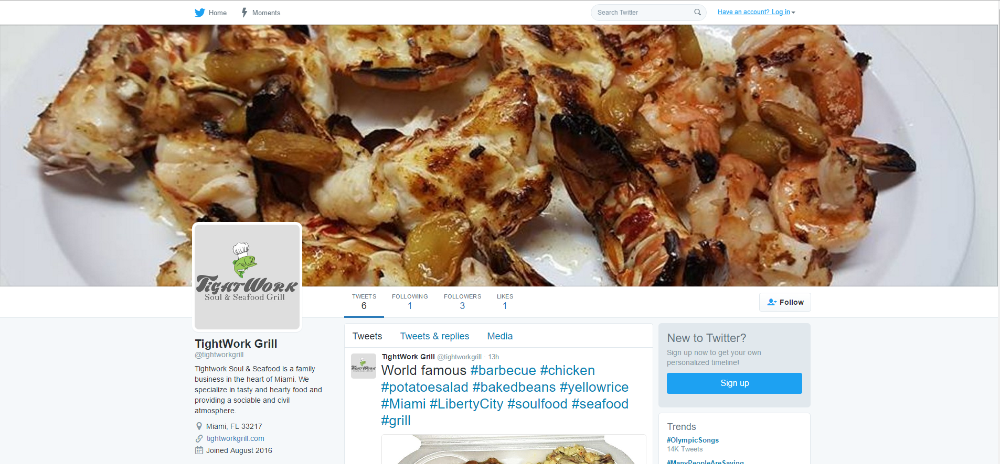 Home
Moments
Search Twitter
Have an account? Log in
TIGHTWORK
Soul & Seafood Grill
TWEETS
6
FOLLOWING
1
FOLLOWERS
3
LIKES
1
Follow
TightWork Grill
@tightworkgrill
Tightwork Soul & Seafood is a family
business in the heart of Miami. We
specialize in tasty and hearty food and
providing a sociable and civil
atmosphere.
Miami, FL 33217
tightworkgrill.com
Joined August 2016
Tweets
Tweets & replies
Media
TIGHTWORK
TightWork Grill @tightworkgrill · 13h
World famous #barbecue #chicken
#potatoesalad #bakedbeans #yellowrice
#Miami #LibertyCity #soulfood #seafood
#grill
New to Twitter?
Sign up now to get your own
personalized timeline!
Sign up
Trends
#OlympicSongs
14K Tweets
#ManyPeopleAreSaying